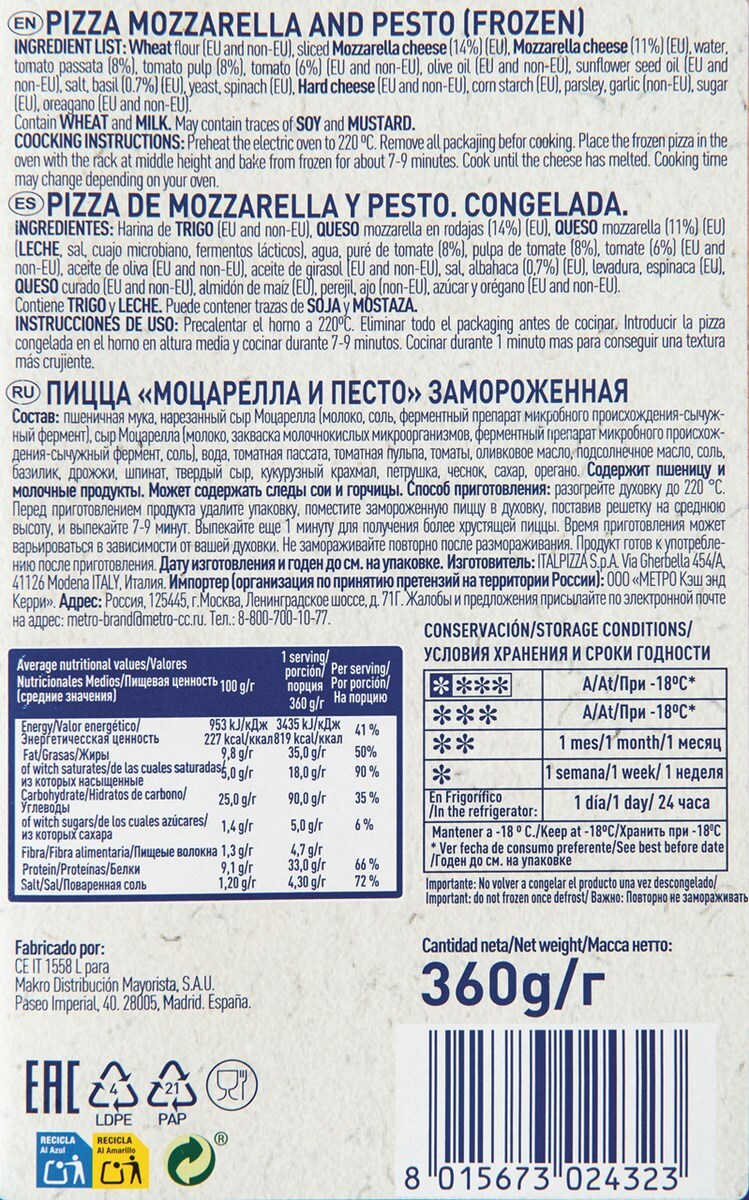 EN PIZZA MOZZARELLA AND PESTO (FROZEN)
INGREDIENT LIST: Wheat flour (EU and non-EU), sliced Mozzarella cheese (14%) (EU), Mozzarella cheese (11%) (EU), water,
tomato passata (8%), tomato pulp (8%), tomato (6%) (EU and non-EU), olive oil (EU and non-EU), sunflower seed oil (EU and
non-EU), salt, basil (0.7%) (EU), yeast, spinach (EU), Hard cheese (EU and non-EU), corn starch (EU), parsley, garlic (non-EU), sugar
(EU), oreagano (EU and non-EU).
Contain WHEAT and MILK. May contain traces of SOY and MUSTARD.
COOCKING INSTRUCTIONS: Preheat the electric oven to 220 ºC. Remove all packajing befor cooking. Place the frozen pizza in the
oven with the rack at middle height and bake from frozen for about 7-9 minutes. Cook until the cheese has melted. Cooking time
may change depending on your oven.
ES PIZZA DE MOZZARELLA Y PESTO. CONGELADA.
iNGREDIENTES: Harina de TRIGO (EU and non-EU), QUESO mozzarella en rodajas (14%) (EU), QUESO mozzarella (11%) (EU)
(LECHE, sal, cuajo microbiano, fermentos lácticos), agua, puré de tomate (8%), pulpa de tomate (8%), tomate (6%) (EU and
non-EU), aceite de oliva (EU and non-EU), aceite de girasol (EU and non-EU), sal, albahaca (0,7%) (EU), levadura, espinaca (EU),
QUESO curado (EU and non-EU), almidón de maíz (EU), perejil, ajo (non-EU), azúcar y orégano (EU and non-EU).
Contiene TRIGO y LECHE. Puede contener trazas de SOJA y MOSTAZA.
INSTRUCCIONES DE USO: Precalentar el horno a 220ºC. Eliminar todo el packaging antes de cocinar. Introducir la pizza
congelada en el horno en altura media y cocinar durante 7-9 minutos. Cocinar durante 1 minuto mas para conseguir una textura
más crujiente.
RU ПИЦЦА «МОЦАРЕЛЛА И ПЕСТО» ЗАМОРОЖЕННАЯ
Состав: пшеничная мука, нарезанный сыр Моцарелла (молоко, соль, ферментный препарат микробного происхождения-сычуж-
ный фермент), сыр Моцарелла (молоко, закваска молочнокислых микроорганизмов, ферментный препарат микробного происхож-
дения-сычужный фермент, соль), вода, томатная пассата, томатная пульпа, томаты, оливковое масло, подсолнечное масло, соль,
базилик, дрожжи, шпинат, твердый сыр, кукурузный крахмал, петрушка, чеснок, сахар, орегано. Содержит пшеницу и
молочные продукты. Может содержать следы сои и горчицы. Способ приготовления: разогрейте духовку до 220 °С.
Перед приготовлением продукта удалите упаковку, поместите замороженную пиццу в духовку, поставив решетку на среднюю
высоту, и выпекайте 7-9 минут. Выпекайте еще 1 минуту для получения более хрустящей пиццы. Время приготовления может
варьироваться в зависимости от вашей духовки. Не замораживайте повторно после размораживания. Продукт готов к употребле-
нию после приготовления. Дату изготовления и годен до см. на упаковке. Изготовитель: ITALPIZZA S.p.A. Via Gherbella 454/A,
41126 Modena ITALY, Италия. Импортер (организация по принятию претензий на территории России): ООО «МЕТРО Кэш энд
Керри». Адрес: Россия, 125445, г.Москва, Ленинградское шоссе, д. 71Г. Жалобы и предложения присылайте по электронной почте
на адрес: metro-brand@metro-cc.ru. Тел.: 8-800-700-10-77.
Average nutritional values/Valores
Nutricionales Medios/Пищевая ценность
(средние значения)
100 g/г
1 serving/
porción/
порция
360 g/г
Per serving/
Por porción/
На порцию
Energy/Valor energético/
Энергетическая ценность
953 kJ/кДж 3435 kJ/кДж 41 %
227 kcal/ккал 819 kcal/ккал
Fat/Grasas/Жиры 9,8 g/г 35,0 g/г 50%
of witch saturates/de las cuales saturadas/ 5,0 g/г 18,0 g/г 90 %
из которых насыщенные
Carbohydrate/Hidratos de carbono/ 25,0 g/г 90,0 g/г 35 %
Углеводы
of witch sugars/de los cuales azúcares/ 1,4 g/г 5,0 g/г 6 %
из которых сахара
Fibra/Fibra alimentaria/Пищеые волокна 1,3 g/г 4,7 g/г
Protein/Proteínas/Белки 9,1 g/г 33,0 g/г 66 %
Salt/Sal/Поваренная соль 1,20 g/г 4,30 g/г 72 %
CONSERVACIÓN/STORAGE CONDITIONS/
УСЛОВИЯ ХРАНЕНИЯ И СРОКИ ГОДНОСТИ
A/At/При -18ºC*
A/At/При -18ºC*
1 mes/1 month/1 месяц
1 semana/1 week/ 1 неделя
En Frigorífico
/In the refrigerator:
1 día/1 day/ 24 часа
Mantener a -18 º C./Keep at -18ºC/Хранить при -18ºC
* Ver fecha de consumo preferente/See best before date
/Годен до см. на упаковке
Importante: No volver a congelar el producto una vez descongelado/
Important: do not frozen once defrost/ Важно: Повторно не замораживать
Fabricado por:
CE IT 1558 L para
Makro Distribución Mayorista, S.A.U.
Paseo Imperial, 40. 28005, Madrid. España.
Cantidad neta/Net weight/Масса нетто:
360g/г
EAC
4
LDPE
21
PAP
RECICLA
Al Azul
RECICLA
Al Amarillo
®
8 015673 024323